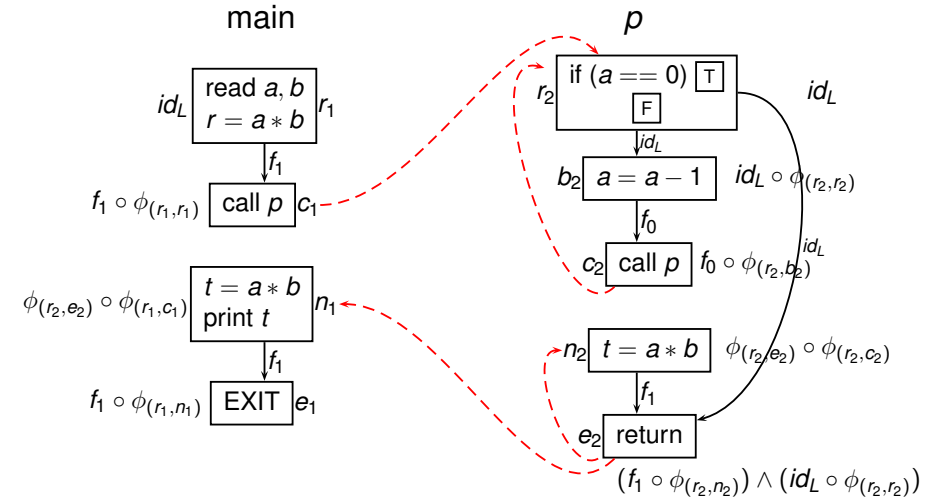 main
p
id_L
read a, b
r = a ∗ b
r_1
f_1
f_1 ∘ ϕ_(r_1,r_1)
call p
c_1
ϕ_(r_2,e_2) ∘ ϕ_(r_1,c_1)
t = a ∗ b
print t
n_1
f_1
f_1 ∘ ϕ_(r_1,n_1)
EXIT
e_1
r_2
if (a == 0) T
F
id_L
id_L
b_2
a = a − 1
id_L ∘ ϕ_(r_2,r_2)
f_0
id_L
c_2
call p
f_0 ∘ ϕ_(r_2,b_2)
n_2
t = a ∗ b
ϕ_(r_2,e_2) ∘ ϕ_(r_2,c_2)
f_1
e_2
return
(f_1 ∘ ϕ_(r_2,n_2)) ∧ (id_L ∘ ϕ_(r_2,r_2))